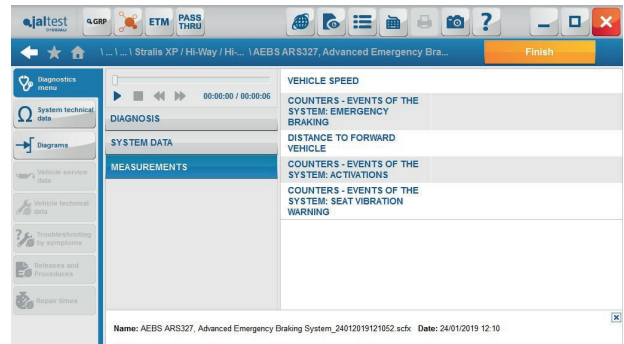 jaltest
GRP
ETM
PASS THRU
?
\ ... \ ... \ Stralis XP / Hi-Way / Hi-... \ AEBS ARS327, Advanced Emergency Bra...
Finish
Diagnostics
menu
System technical
data
Diagrams
Vehicle service
data
Vehicle technical
data
Troubleshooting
by symptoms
Releases and
Procedures
Repair times
00:00:00 / 00:00:06
DIAGNOSIS
SYSTEM DATA
MEASUREMENTS
VEHICLE SPEED
COUNTERS - EVENTS OF THE
SYSTEM: EMERGENCY
BRAKING
DISTANCE TO FORWARD
VEHICLE
COUNTERS - EVENTS OF THE
SYSTEM: ACTIVATIONS
COUNTERS - EVENTS OF THE
SYSTEM: SEAT VIBRATION
WARNING
Name: AEBS ARS327, Advanced Emergency Braking System_24012019121052.scfx Date: 24/01/2019 12:10